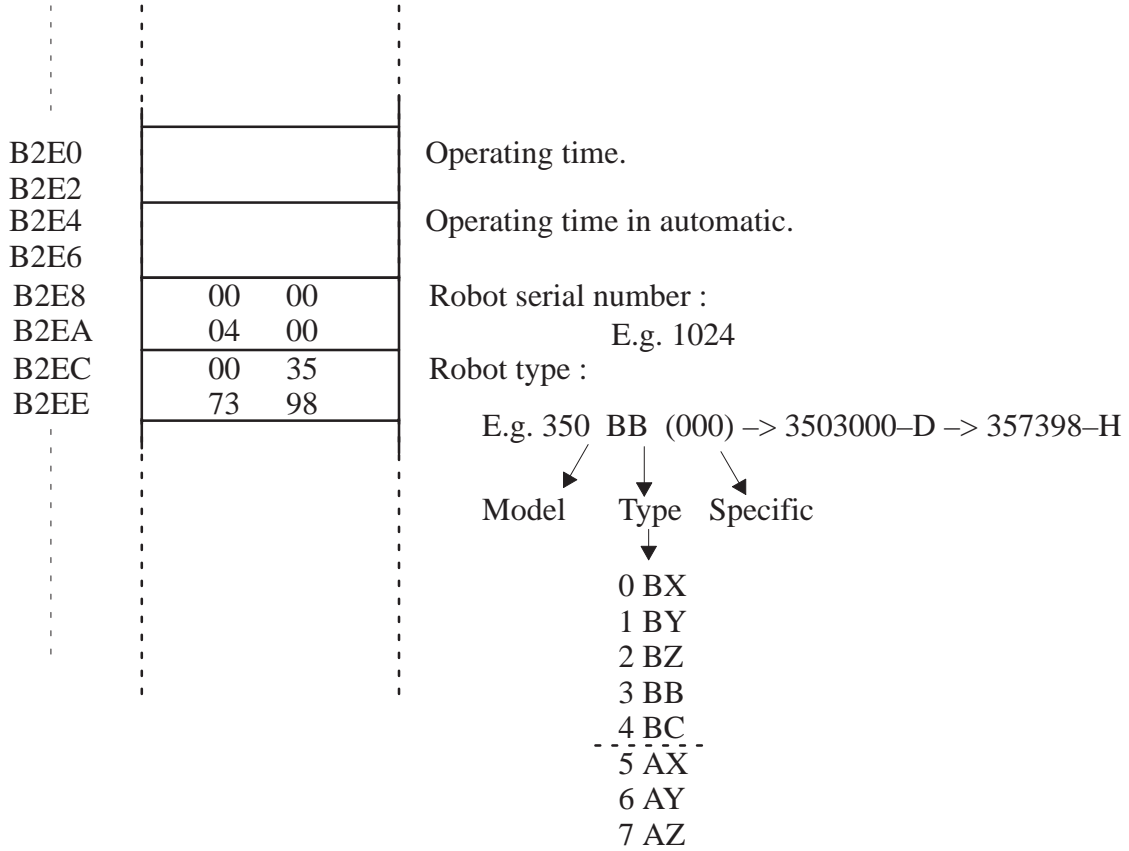 B2E0 Operating time.
B2E2
B2E4 Operating time in automatic.
B2E6
B2E8 00 00 Robot serial number :
B2EA 04 00 E.g. 1024
B2EC 00 35 Robot type :
B2EE 73 98
E.g. 350 BB (000) –> 3503000–D –> 357398–H
Model Type Specific
0 BX
1 BY
2 BZ
3 BB
4 BC
5 AX
6 AY
7 AZ